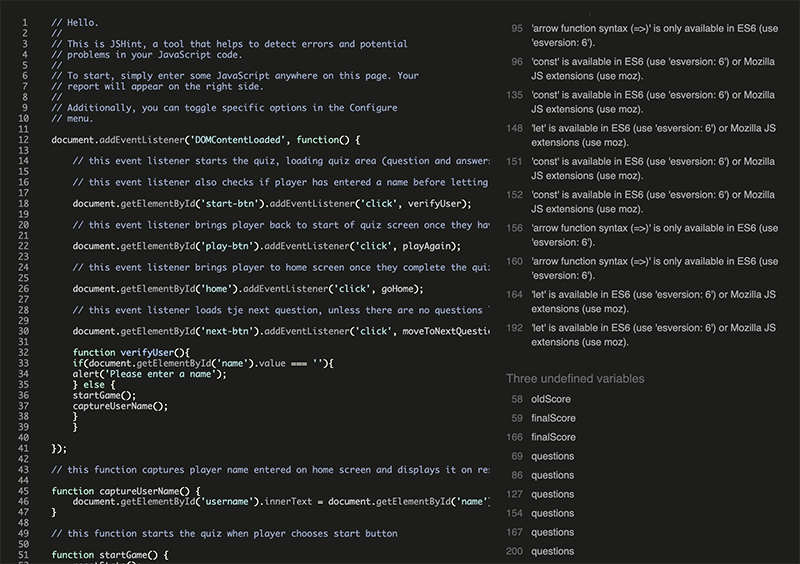 1 // Hello.
2 //
3 // This is JSHint, a tool that helps to detect errors and potential
4 // problems in your JavaScript code.
5 //
6 // To start, simply enter some JavaScript anywhere on this page. Your
7 // report will appear on the right side.
8 //
9 // Additionally, you can toggle specific options in the Configure
10 // menu.
11
12 document.addEventListener('DOMContentLoaded', function() {
13
14 // this event listener starts the quiz, loading quiz area (question and answers
15
16 // this event listener also checks if player has entered a name before letting
17
18 document.getElementById('start-btn').addEventListener('click', verifyUser);
19
20 // this event listener brings player back to start of quiz screen once they hav
21
22 document.getElementById('play-btn').addEventListener('click', playAgain);
23
24 // this event listener brings player to home screen once they complete the quiz
25
26 document.getElementById('home').addEventListener('click', goHome);
27
28 // this event listener loads tje next question, unless there are no questions
29
30 document.getElementById('next-btn').addEventListener('click', moveToNextQuestio
31
32 function verifyUser(){
33 if(document.getElementById('name').value === ''){
34 alert('Please enter a name');
35 } else {
36 startGame();
37 captureUserName();
38 }
39 }
40
41 });
42
43 // this function captures player name entered on home screen and displays it on res
44
45 function captureUserName() {
46 document.getElementById('username').innerText = document.getElementById('name'
47 }
48
49 // this function starts the quiz when player chooses start button
50
51 function startGame() {
95 'arrow function syntax (=>)' is only available in ES6 (use
'esversion: 6').
96 'const' is available in ES6 (use 'esversion: 6') or Mozilla
JS extensions (use moz).
135 'const' is available in ES6 (use 'esversion: 6') or Mozilla
JS extensions (use moz).
148 'let' is available in ES6 (use 'esversion: 6') or Mozilla JS
extensions (use moz).
151 'const' is available in ES6 (use 'esversion: 6') or Mozilla
JS extensions (use moz).
152 'const' is available in ES6 (use 'esversion: 6') or Mozilla
JS extensions (use moz).
156 'arrow function syntax (=>)' is only available in ES6 (use
'esversion: 6').
160 'arrow function syntax (=>)' is only available in ES6 (use
'esversion: 6').
164 'let' is available in ES6 (use 'esversion: 6') or Mozilla JS
extensions (use moz).
192 'let' is available in ES6 (use 'esversion: 6') or Mozilla JS
extensions (use moz).
Three undefined variables
58 oldScore
59 finalScore
166 finalScore
69 questions
86 questions
127 questions
154 questions
167 questions
200 questions